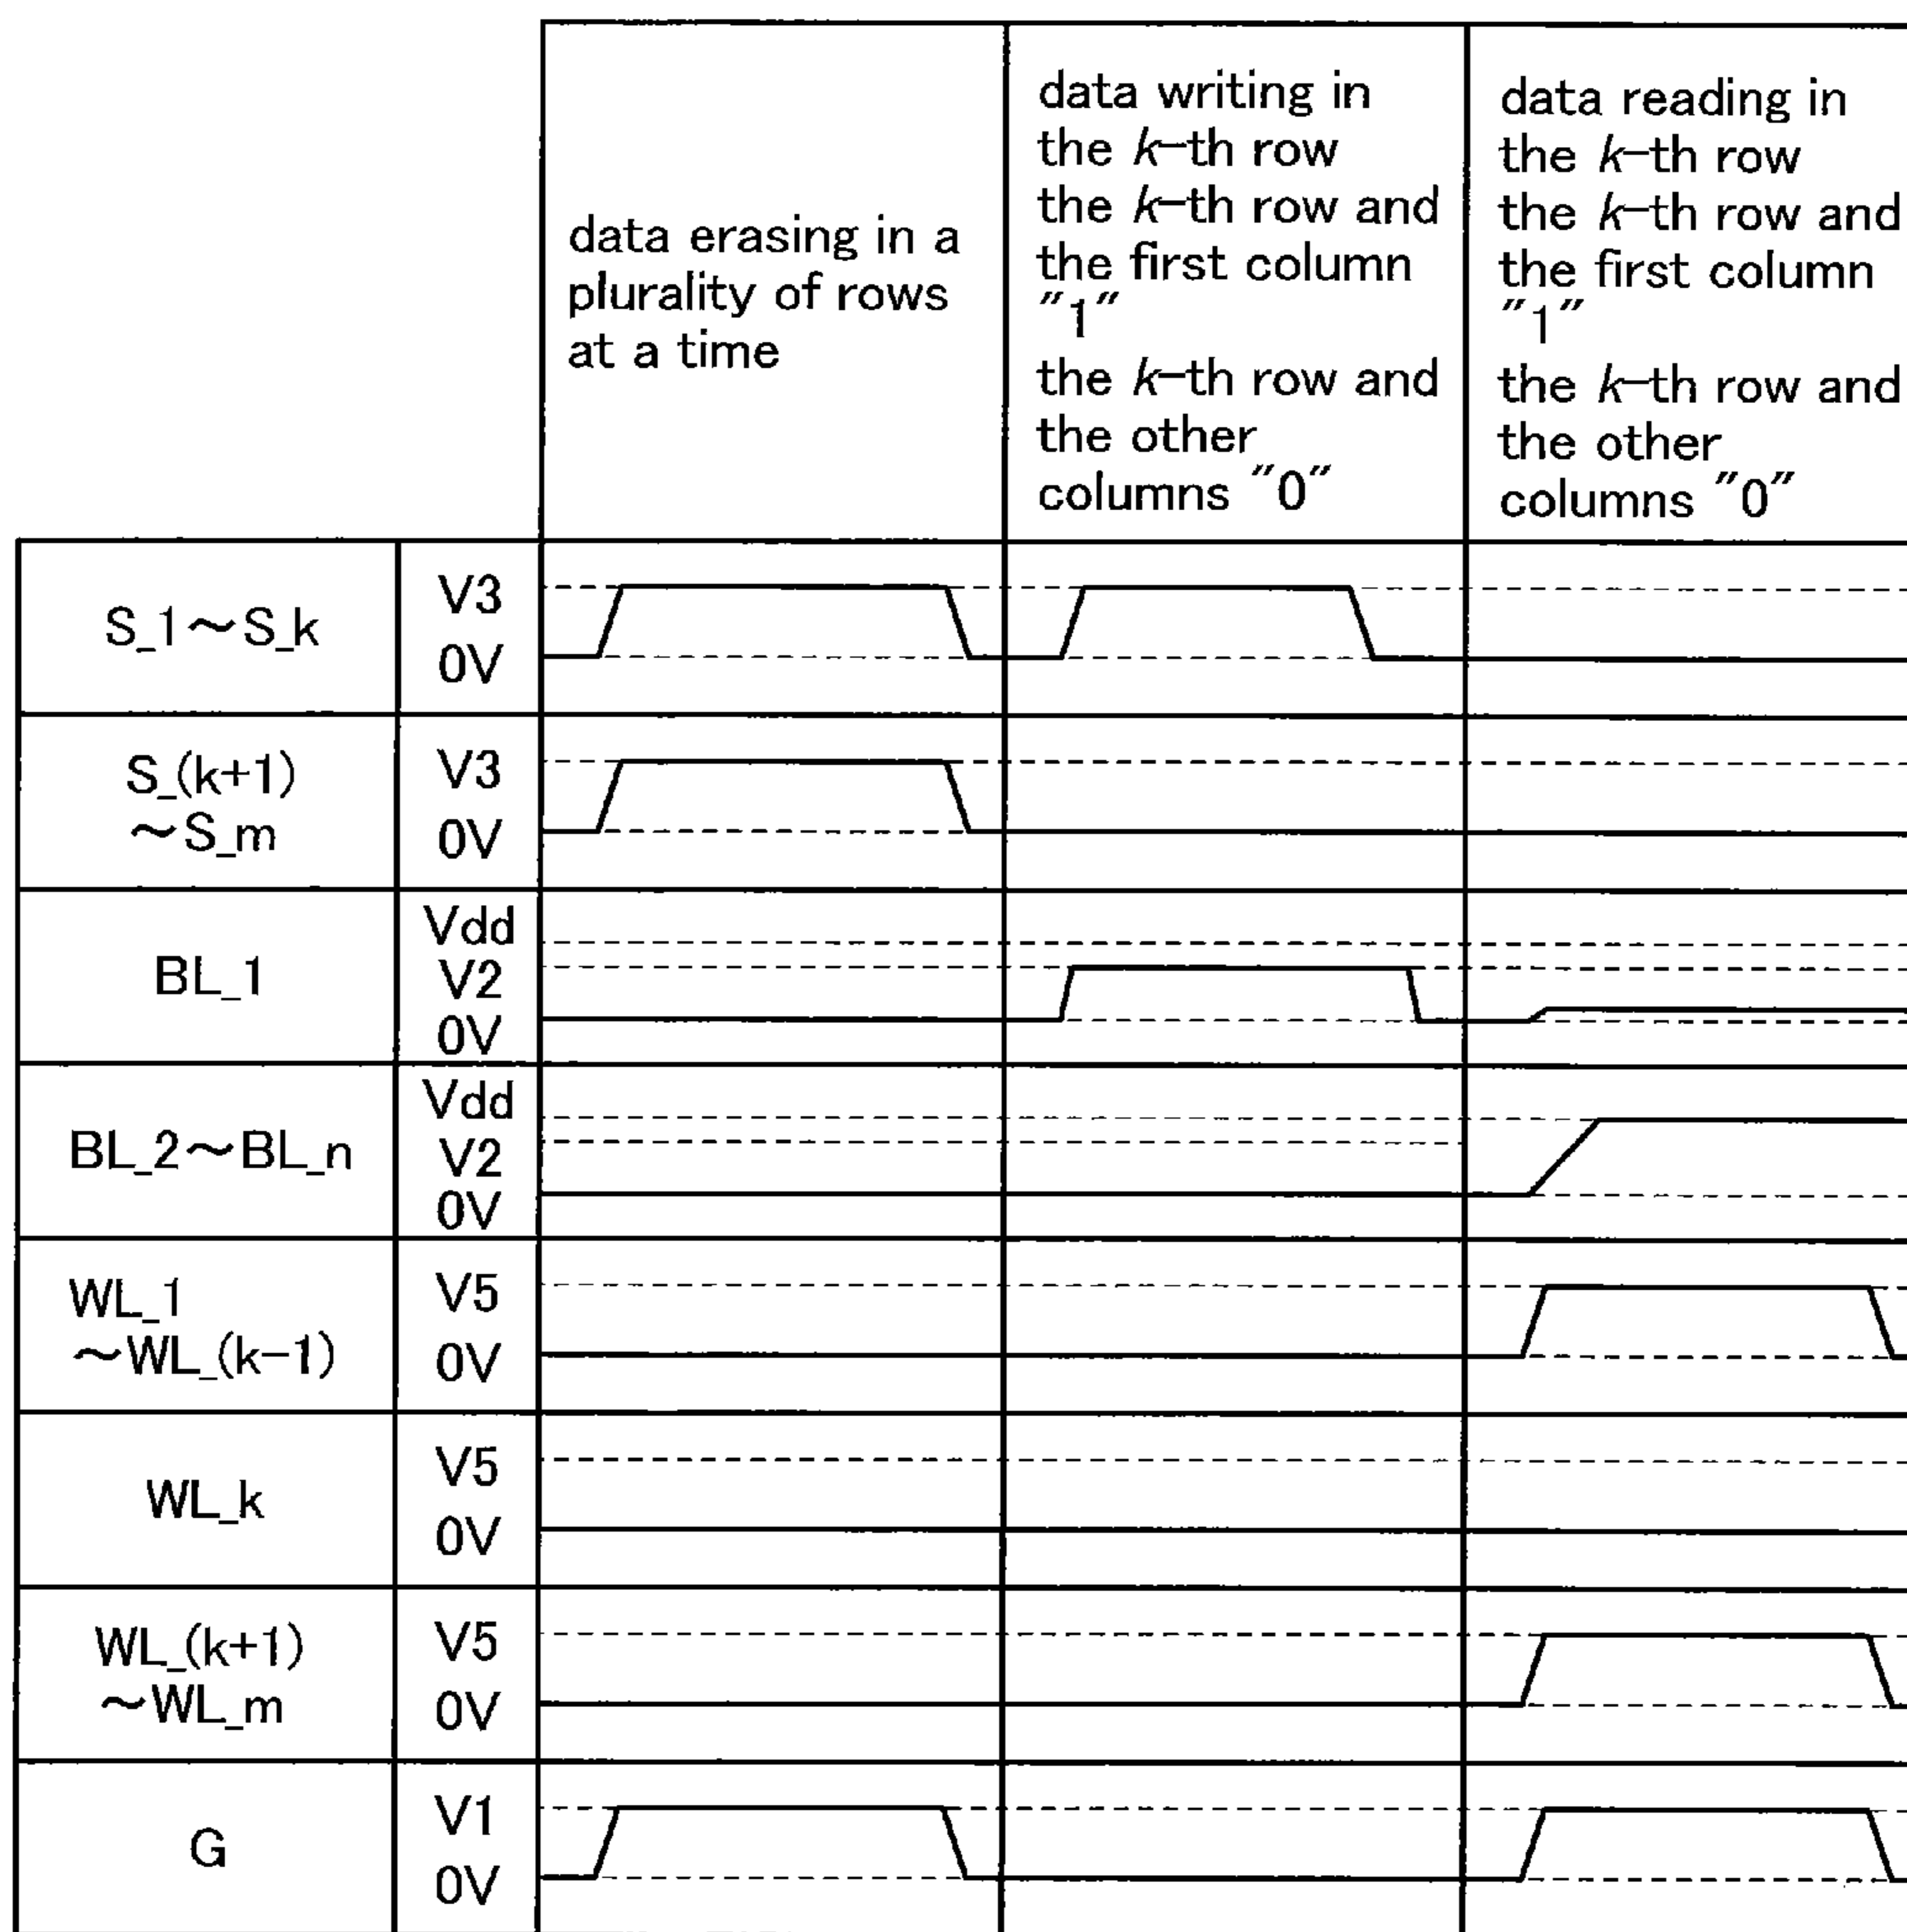 data erasing in a
plurality of rows
at a time
data writing in
the k-th row
the k-th row and
the first column
"1"
the k-th row and
the other
columns "0"
data reading in
the k-th row
the k-th row and
the first column
"1"
the k-th row and
the other
columns "0"
S_1~S_k
V3
0V
S_(k+1)
~S_m
V3
0V
BL_1
Vdd
V2
0V
BL_2~BL_n
Vdd
V2
0V
WL_1
~WL_(k-1)
V5
0V
WL_k
V5
0V
WL_(k+1)
~WL_m
V5
0V
G
V1
0V